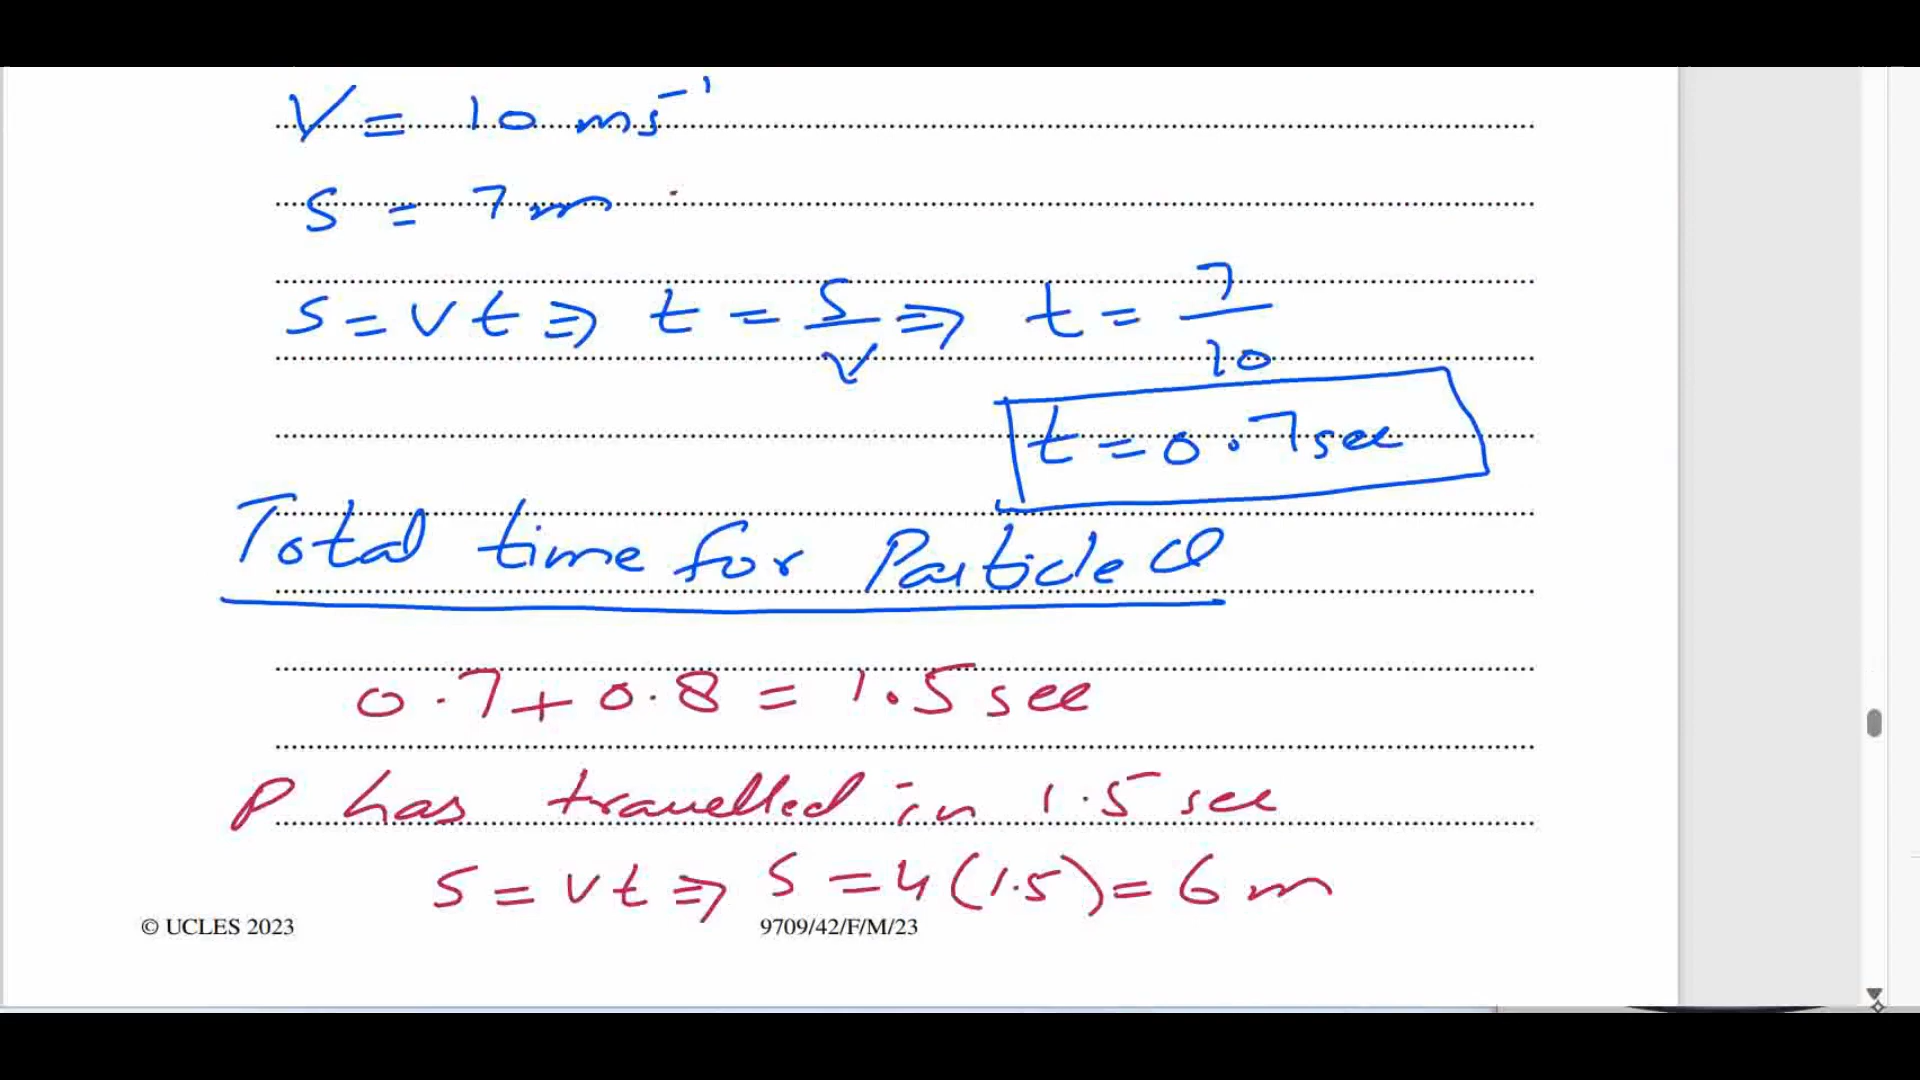 V = 10 ms⁻¹
S = 7 m
S = vt ⇒ t = S/V ⇒ t = 7/10
t = 0.7 sec
Total time for Particle Q
0.7 + 0.8 = 1.5 sec
P has travelled in 1.5 sec
S = vt ⇒ S = 4(1.5) = 6 m
© UCLES 2023 9709/42/F/M/23